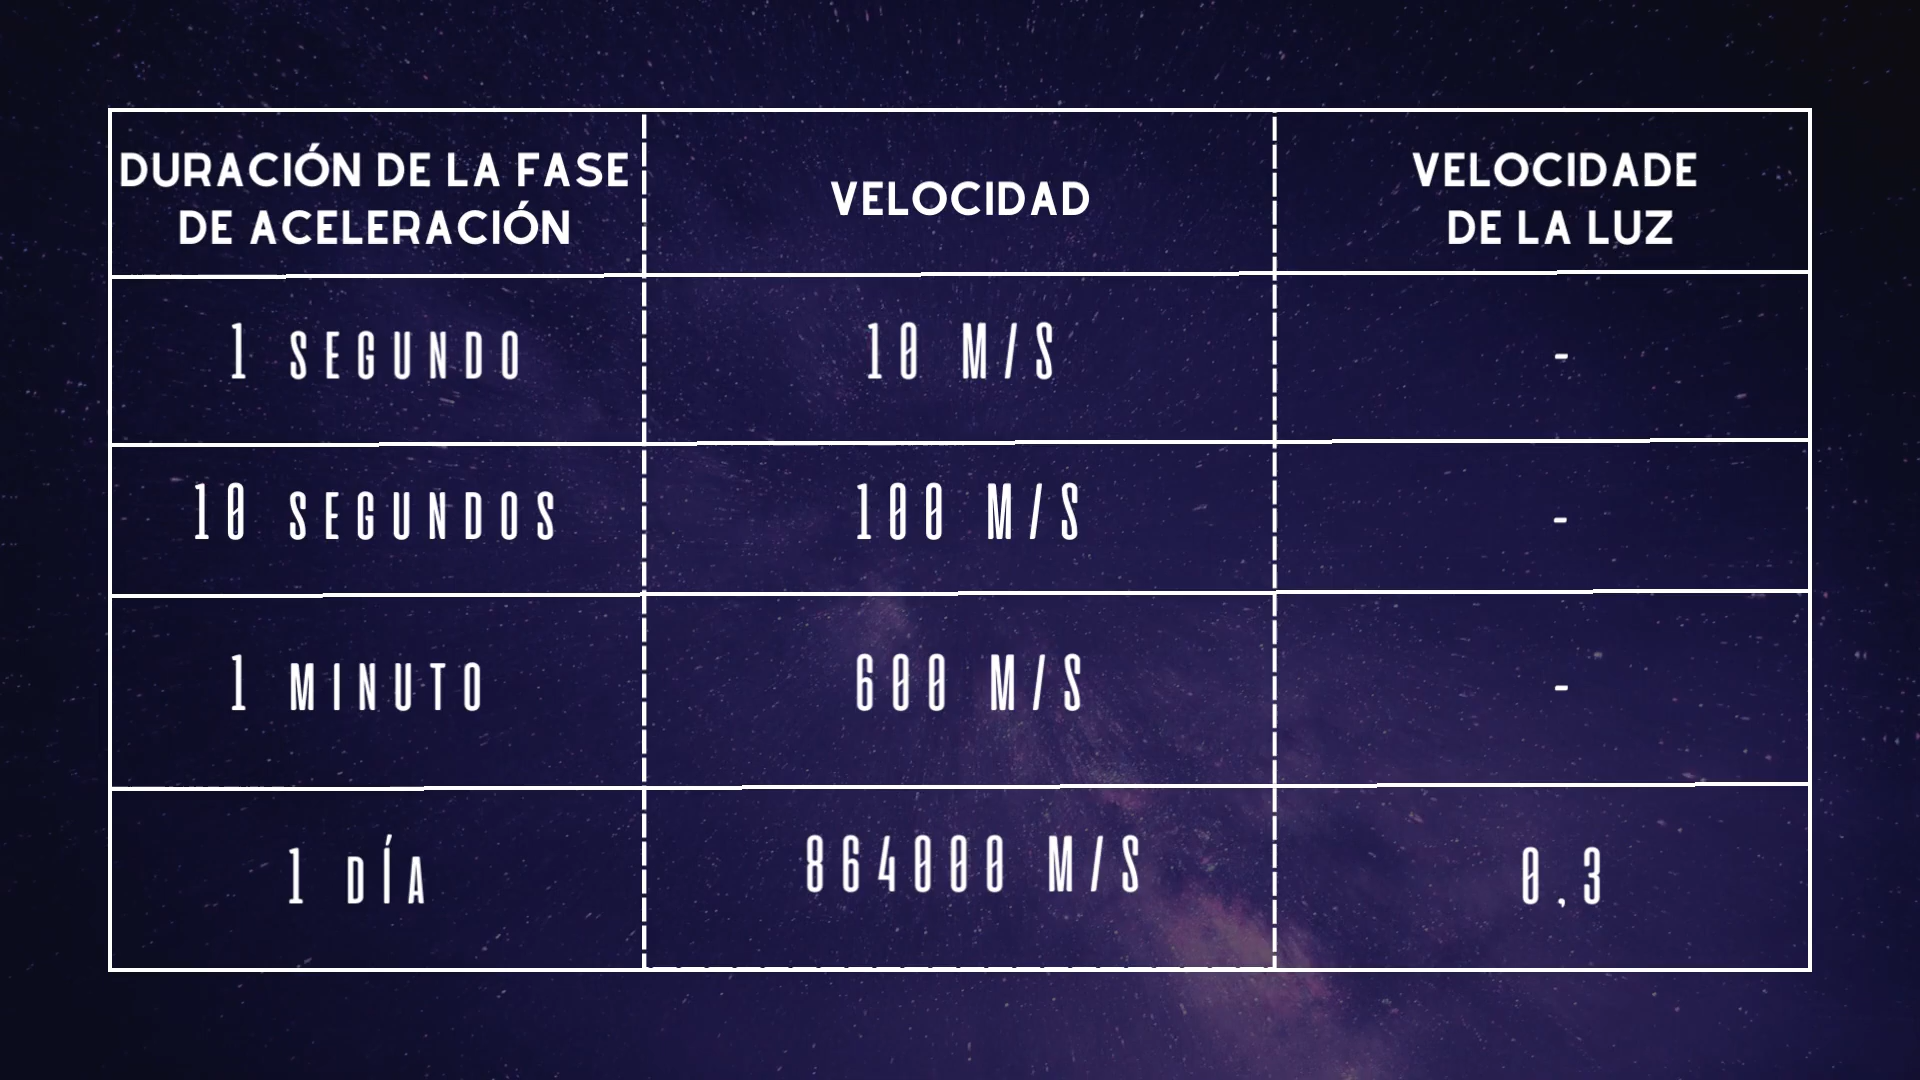 DURACIÓN DE LA FASE
DE ACELERACIÓN
VELOCIDAD
VELOCIDADE
DE LA LUZ
1 SEGUNDO
10 M/S
-
10 SEGUNDOS
100 M/S
-
1 MINUTO
600 M/S
-
1 DÍA
864000 M/S
0,3